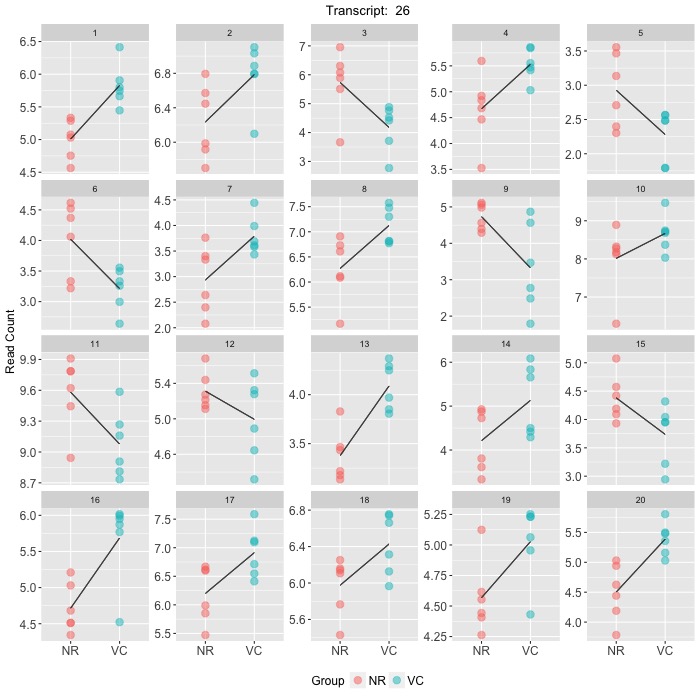 Transcript: 26
1 2 3 4 5
6.5 6.0 5.5 5.0 4.5
6.8 6.4 6.0
7 6 5 4 3
5.5 5.0 4.5 4.0 3.5
3.5 3.0 2.5 2.0
6 7 8 9 10
4.5 4.0 3.5 3.0
4.5 4.0 3.5 3.0 2.5 2.0
7.5 7.0 6.5 6.0 5.5
5 4 3 2
9 8 7
Read Count
11 12 13 14 15
9.9 9.6 9.3 9.0 8.7
5.4 5.0 4.6
4.0 3.5
6 5 4
5.0 4.5 4.0 3.5 3.0
16 17 18 19 20
6.0 5.5 5.0 4.5
7.5 7.0 6.5 6.0 5.5
6.8 6.4 6.0 5.6
5.25 5.00 4.75 4.50 4.25
5.5 5.0 4.5 4.0
NR VC NR VC NR VC NR VC NR VC
Group NR VC